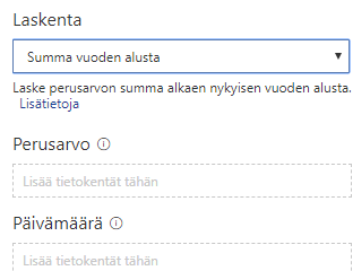 Laskenta
Summa vuoden alusta
Laske perusarvon summa alkaen nykyisen vuoden alusta.
Lisätietoja
Perusarvo
Lisää tietokentät tähän
Päivämäärä
Lisää tietokentät tähän